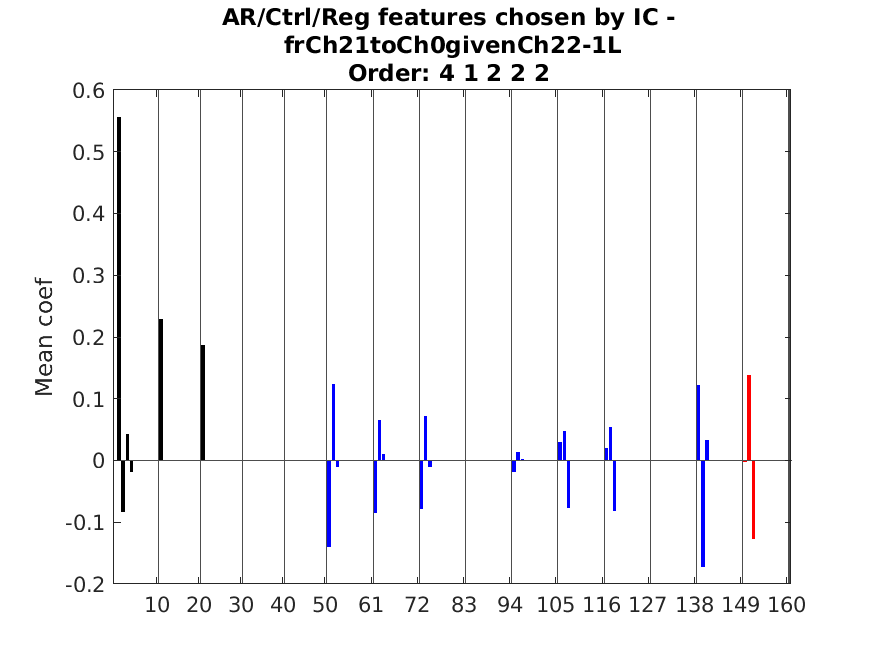 AR/Ctrl/Reg features chosen by IC -
frCh21toCh0givenCh22-1L
Order: 4 1 2 2 2
0.6
0.5
0.4
0.3
0.2
0.1
0
-0.1
-0.2
Mean coef
10 20 30 40 50 61 72 83 94 105 116 127 138 149 160